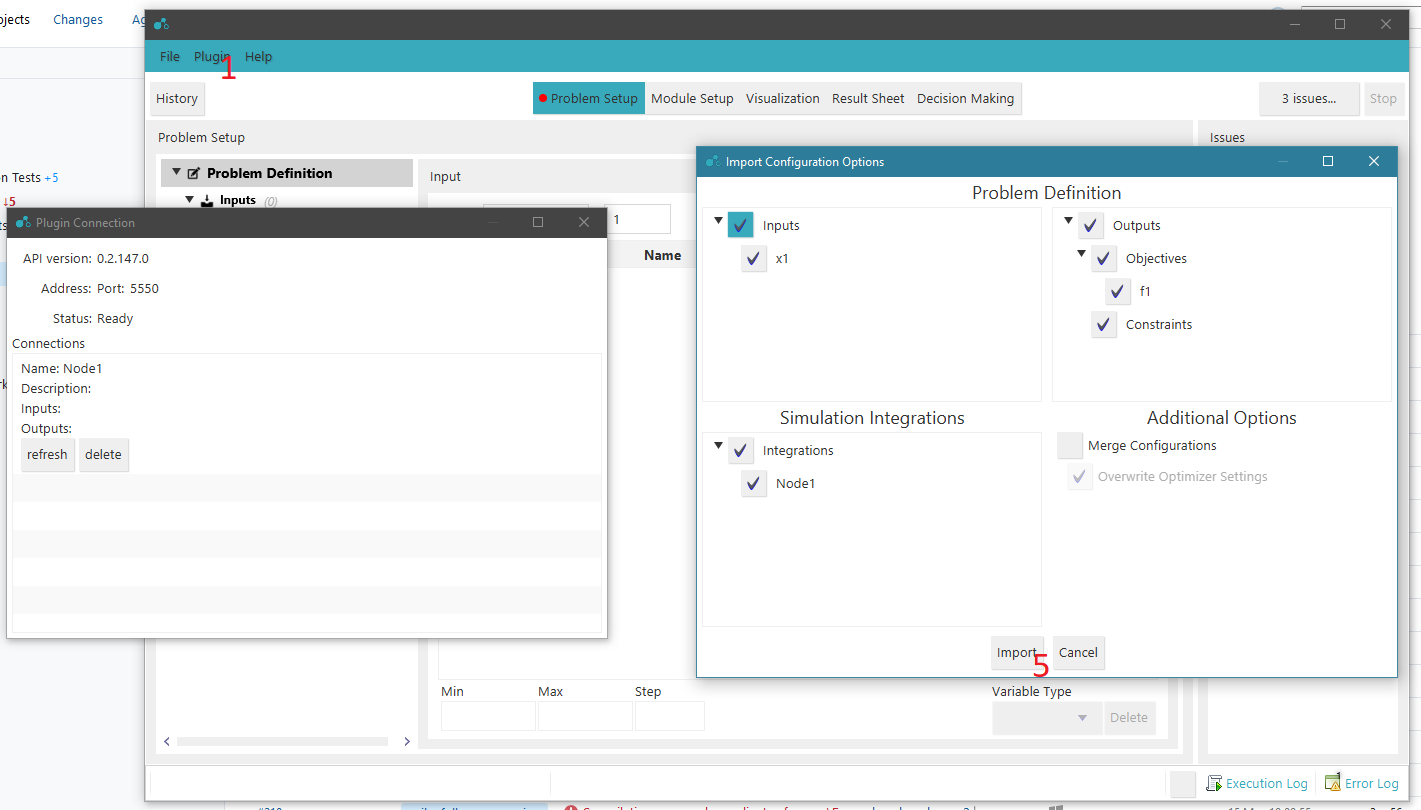 ojects Changes Ag
File Plugin Help
1
History
Problem Setup Module Setup Visualization Result Sheet Decision Making
3 issues... Stop
Problem Setup
Issues
Problem Definition
Inputs (0)
Input
1
Name
n Tests +5
↓5
Plugin Connection
API version: 0.2.147.0
Address: Port: 5550
Status: Ready
Connections
Name: Node1
Description:
Inputs:
Outputs:
refresh delete
Import Configuration Options
Problem Definition
Inputs
x1
Outputs
Objectives
f1
Constraints
Simulation Integrations
Integrations
Node1
Additional Options
Merge Configurations
Overwrite Optimizer Settings
Import Cancel
5
Min Max Step
Variable Type
Delete
Execution Log Error Log